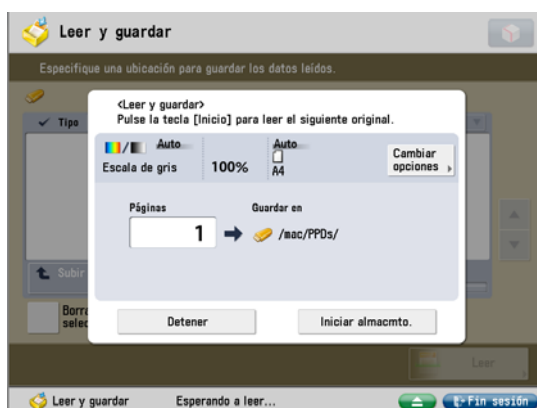 Leer y guardar
Especifique una ubicación para guardar los datos leídos.
<Leer y guardar>
Pulse la tecla [Inicio] para leer el siguiente original.
Tipo
Auto
Auto
Escala de gris
100%
A4
Cambiar
opciones
Páginas
Guardar en
1
/mac/PPDs/
Subir
Borra
selec
Detener
Iniciar almacmto.
Leer
Leer y guardar
Esperando a leer...
Fin sesión